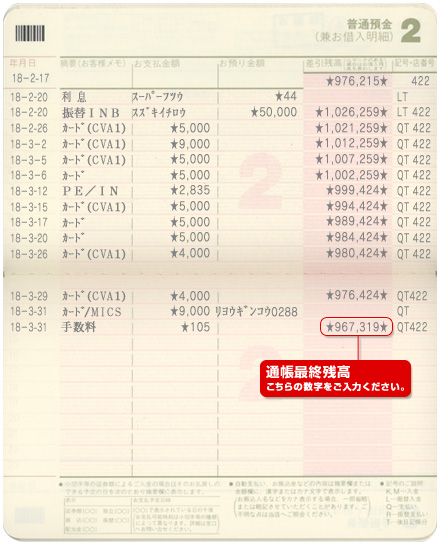 普通預金
(兼お借入明細) 2
年月日 摘要(お客様メモ) お支払金額 お預り金額 差引残高 記号・店番
18-2-17 ★976,215★ 422
18-2-20 利 息 スーパーフツウ ★44 LT
18-2-20 振替INB スズキイチロウ ★50,000 ★1,026,259★ LT 422
18-2-26 カード(CVA1) ★5,000 ★1,021,259★ QT 422
18-3-2 カード(CVA1) ★9,000 ★1,012,259★ QT 422
18-3-5 カード(CVA1) ★5,000 ★1,007,259★ QT 422
18-3-6 カード ★5,000 ★1,002,259★ QT 422
18-3-12 PE/IN ★2,835 ★999,424★ QT 422
18-3-15 カード(CVA1) ★5,000 ★994,424★ QT 422
18-3-17 カード ★5,000 ★989,424★ QT 422
18-3-20 カード ★5,000 ★984,424★ QT 422
18-3-26 カード(CVA1) ★4,000 ★980,424★ QT 422
2
18-3-29 カード(CVA1) ★4,000 ★976,424★ QT422
18-3-31 カード/MICS ★9,000 リヨウギンコウ0288 QT
18-3-31 手数料 ★105 ★967,319★ QT422
通帳最終残高
こちらの数字をご入力ください。